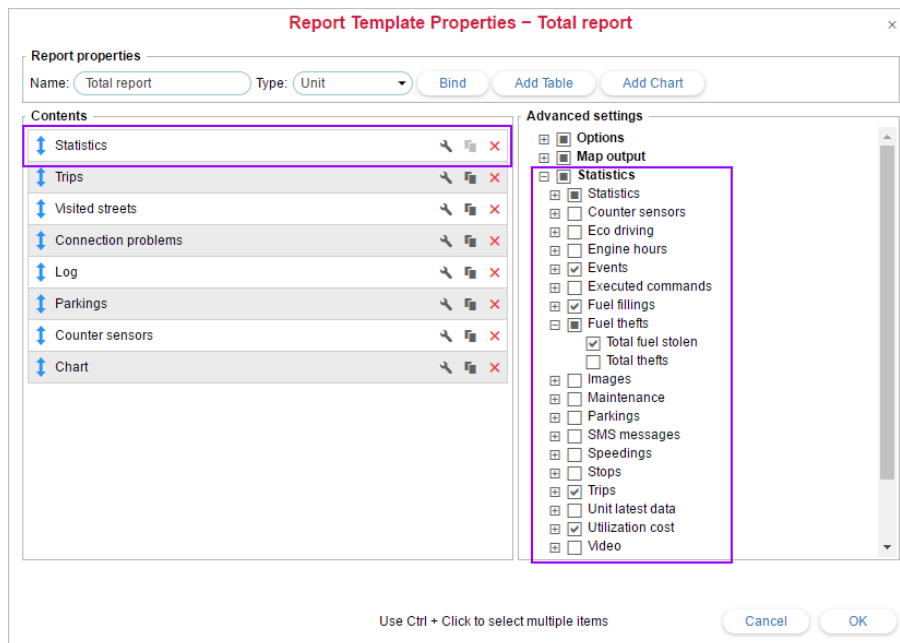 Report Template Properties – Total report
×
Report properties
Name: Total report Type: Unit Bind Add Table Add Chart
Contents
Statistics
Trips
Visited streets
Connection problems
Log
Parkings
Counter sensors
Chart
Advanced settings
Options
Map output
Statistics
Statistics
Counter sensors
Eco driving
Engine hours
Events
Executed commands
Fuel fillings
Fuel thefts
Total fuel stolen
Total thefts
Images
Maintenance
Parkings
SMS messages
Speedings
Stops
Trips
Unit latest data
Utilization cost
Video
Use Ctrl + Click to select multiple items Cancel OK